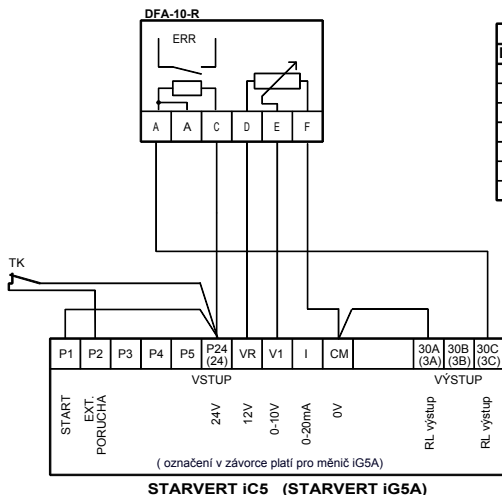 DFA-10-R
ERR
A A C D E F
TK
P1 P2 P3 P4 P5 P24 (24) VR V1 I CM 30A (3A) 30B (3B) 30C (3C)
VSTUP VÝSTUP
START
EXT. PORUCHA
24V
12V
0-10V
0-20mA
0V
RL výstup
RL výstup
( označení v závorce platí pro měnič iG5A)
STARVERT iC5 (STARVERT iG5A)